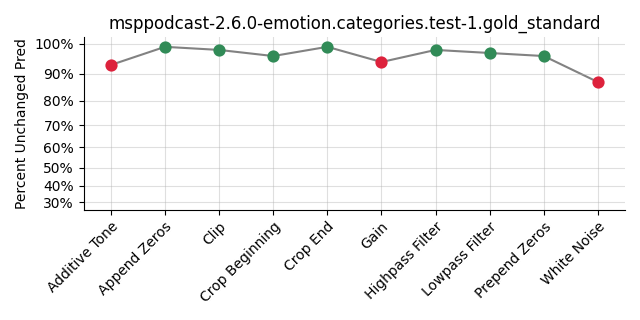 msppodcast-2.6.0-emotion.categories.test-1.gold_standard
Percent Unchanged Pred
100%
90%
80%
70%
60%
50%
40%
30%
Additive Tone
Append Zeros
Clip
Crop Beginning
Crop End
Gain
Highpass Filter
Lowpass Filter
Prepend Zeros
White Noise